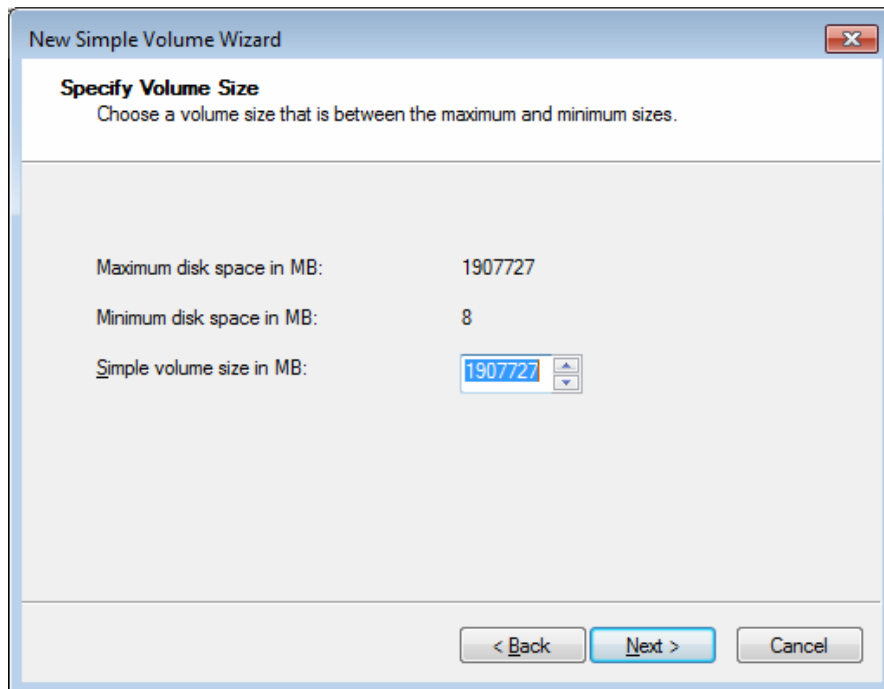 New Simple Volume Wizard
Specify Volume Size
Choose a volume size that is between the maximum and minimum sizes.
Maximum disk space in MB: 1907727
Minimum disk space in MB: 8
Simple volume size in MB: 1907727
< Back Next > Cancel